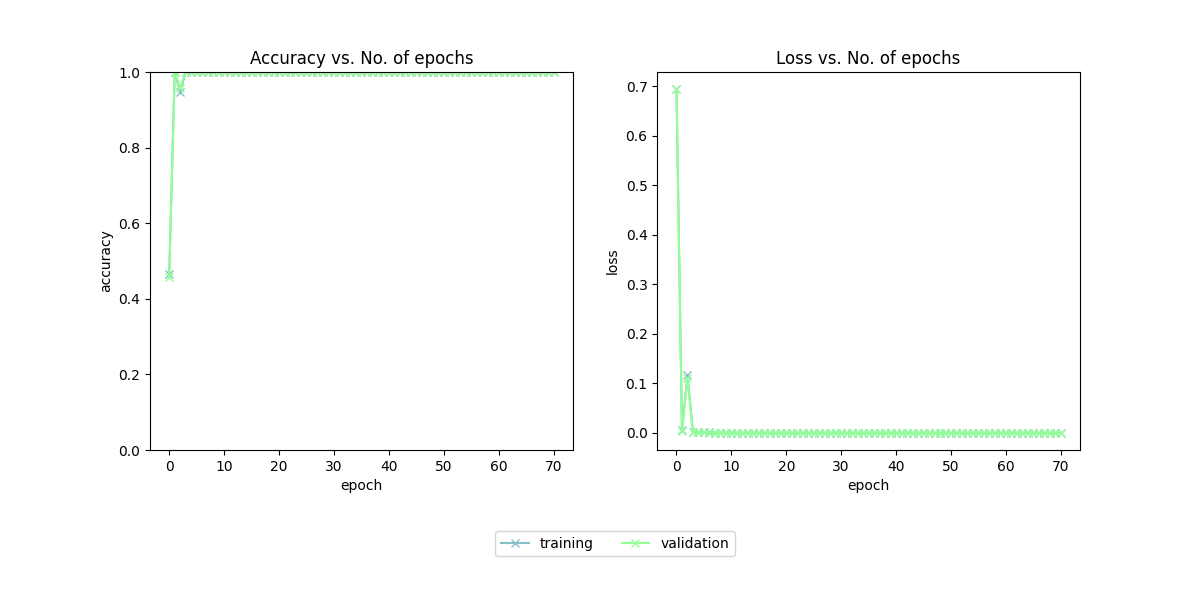 Accuracy vs. No. of epochs
1.0
0.8
0.6
0.4
0.2
0.0
accuracy
0 10 20 30 40 50 60 70
epoch
Loss vs. No. of epochs
0.7
0.6
0.5
0.4
0.3
0.2
0.1
0.0
loss
0 10 20 30 40 50 60 70
epoch
training validation